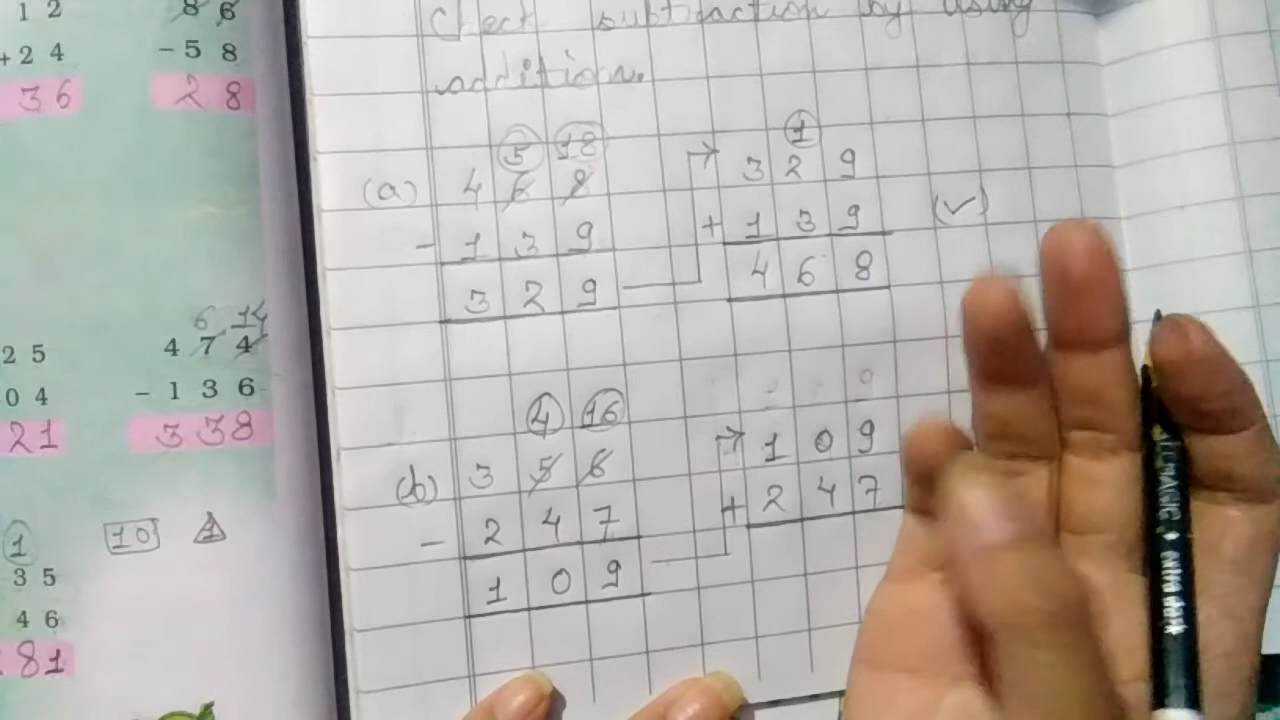 1 2
+2 4
3 6
8 6
-5 8
2 8
2 5
0 4
2 1
6 14
4 7 4
-1 3 6
3 3 8
1 10 1
3 5
4 6
8 1
Check subtraction by using
addition.
5 18
(a) 4 6 8
- 1 3 9
3 2 9
1
3 2 9
+ 1 3 9
4 6 8
(✓)
4 16
(b) 3 5 6
- 2 4 7
1 0 9
→ 1 0 9
+ 2 4 7